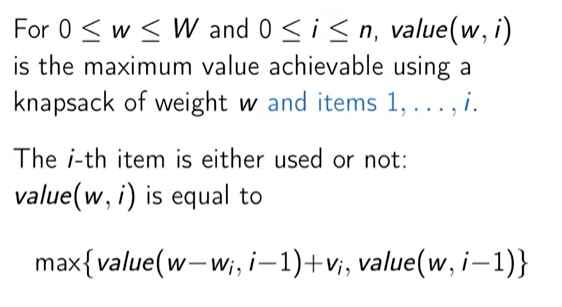 For 0 ≤ w ≤ W and 0 ≤ i ≤ n, value(w, i)
is the maximum value achievable using a
knapsack of weight w and items 1, . . . , i.
The i-th item is either used or not:
value(w, i) is equal to
max{value(w−wᵢ, i−1)+vᵢ, value(w, i−1)}